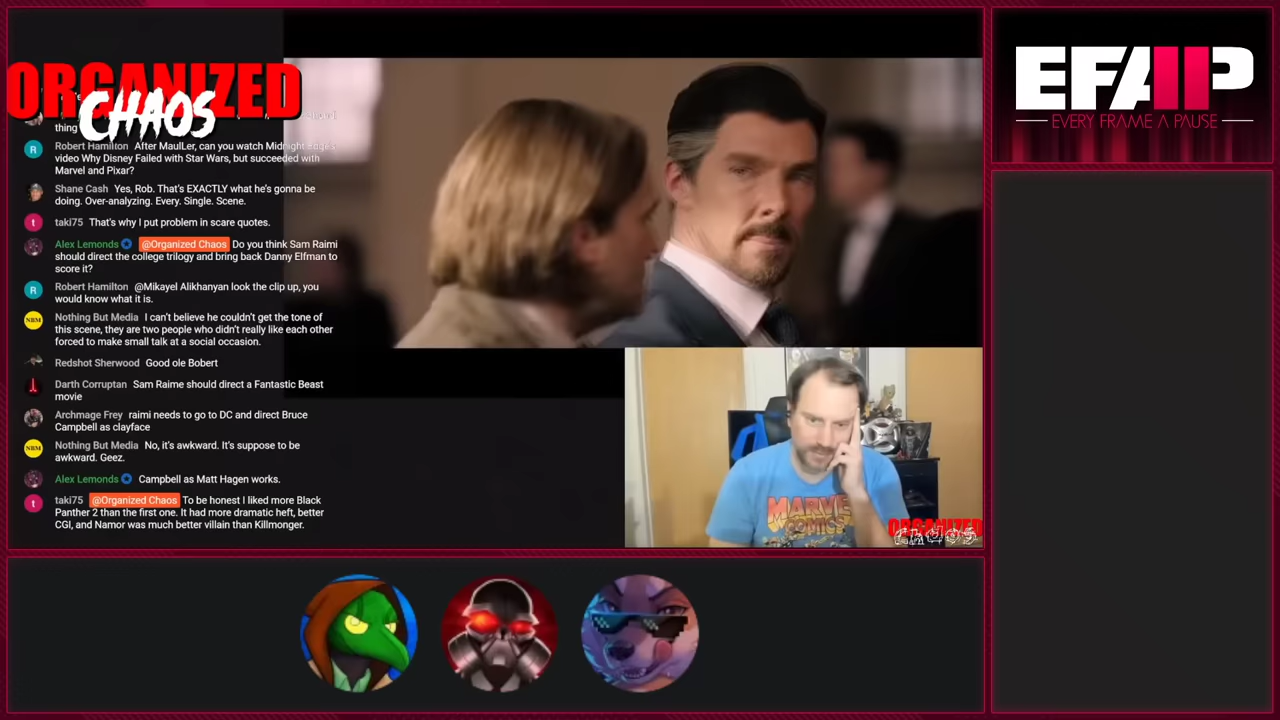 ORGANIZED
CHAOS
thing
Robert Hamilton After MauLer, can you watch Midnight Edge's
video Why Disney Failed with Star Wars, but succeeded with
Marvel and Pixar?
Shane Cash Yes, Rob. That's EXACTLY what he's gonna be
doing. Over-analyzing. Every. Single. Scene.
taki75 That's why I put problem in scare quotes.
Alex Lemonds @Organized Chaos Do you think Sam Raimi
should direct the college trilogy and bring back Danny Elfman to
score it?
Robert Hamilton @Mikayel Alikhanyan look the clip up, you
would know what it is.
Nothing But Media I can't believe he couldn't get the tone of
this scene, they are two people who didn't really like each other
forced to make small talk at a social occasion.
Redshot Sherwood Good ole Bobert
Darth Corruptan Sam Raime should direct a Fantastic Beast
movie
Archmage Frey raimi needs to go to DC and direct Bruce
Campbell as clayface
Nothing But Media No, it's awkward. It's suppose to be
awkward. Geez.
Alex Lemonds Campbell as Matt Hagen works.
taki75 @Organized Chaos To be honest I liked more Black
Panther 2 than the first one. It had more dramatic heft, better
CGI, and Namor was much better villain than Killmonger.
R
t
R
NBM
NBM
t
MARVEL
COMICS
ORGANIZED
CHAOS
EFAP
EVERY FRAME A PAUSE